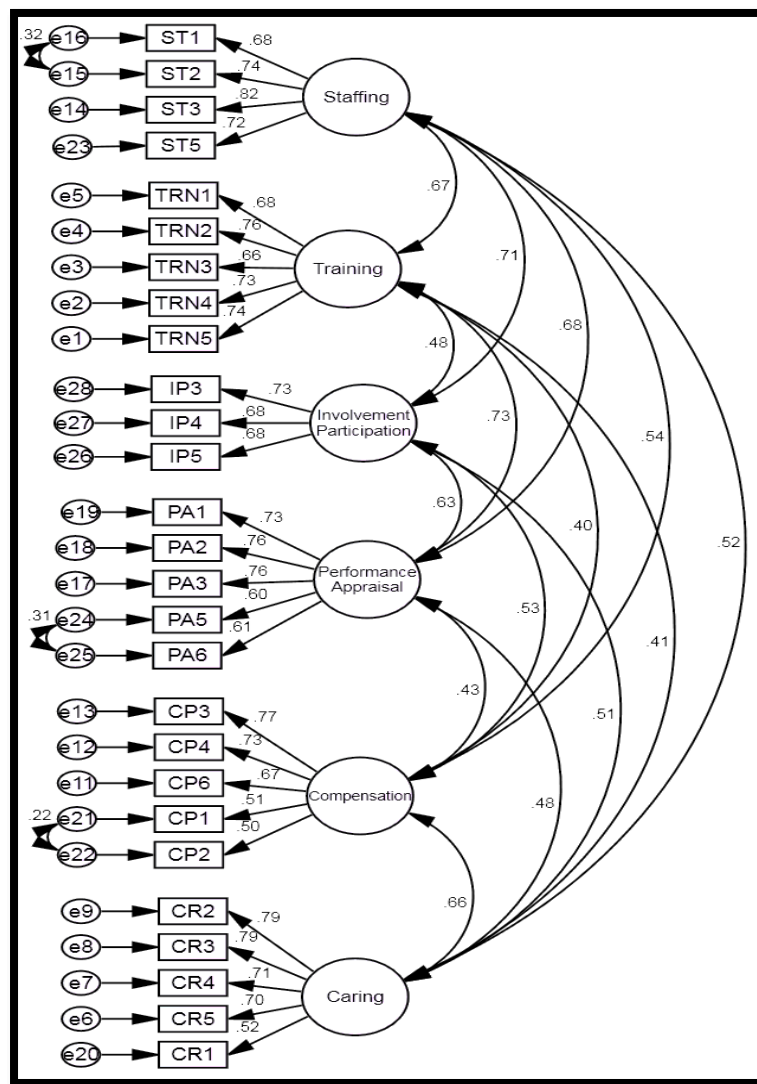 .32
e16 ST1 .68
e15 ST2 .74
Staffing
e14 ST3 .82
e23 ST5 .72
.67
e5 TRN1 .68
e4 TRN2 .76
.71
e3 TRN3 .66
Training
e2 TRN4 .73
e1 TRN5 .74
.68
.48
e28 IP3 .73
e27 IP4 .68
Involvement
Participation
.73
e26 IP5 .68
.54
.63
e19 PA1 .73
.40
e18 PA2 .76
.52
e17 PA3 .76
Performance
Appraisal
.31
e24 PA5 .60
.53
e25 PA6 .61
.41
.43
e13 CP3 .77
.51
e12 CP4 .73
e11 CP6 .67
Compensation
.48
.22
e21 CP1 .51
e22 CP2 .50
.66
e9 CR2 .79
e8 CR3 .79
e7 CR4 .71
Caring
e6 CR5 .70
e20 CR1 .52